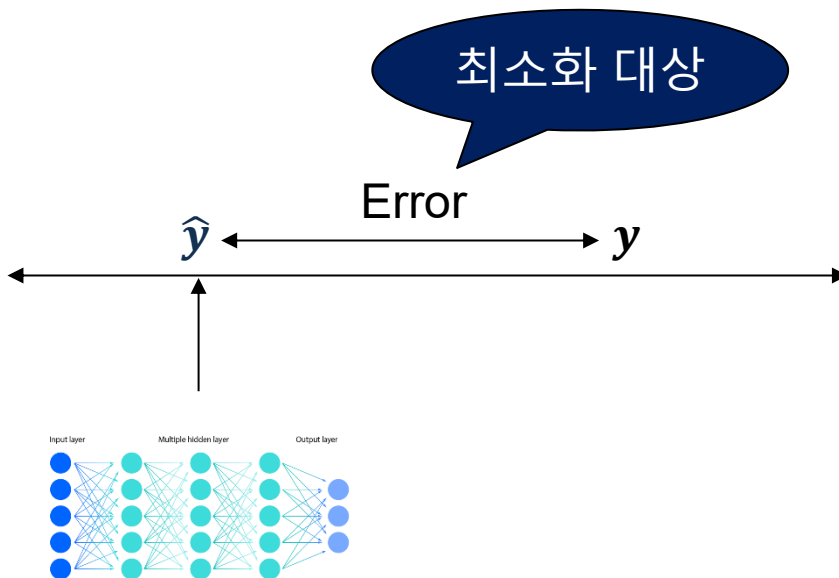 최소화 대상
Error
ŷ
y
Input layer
Multiple hidden layer
Output layer